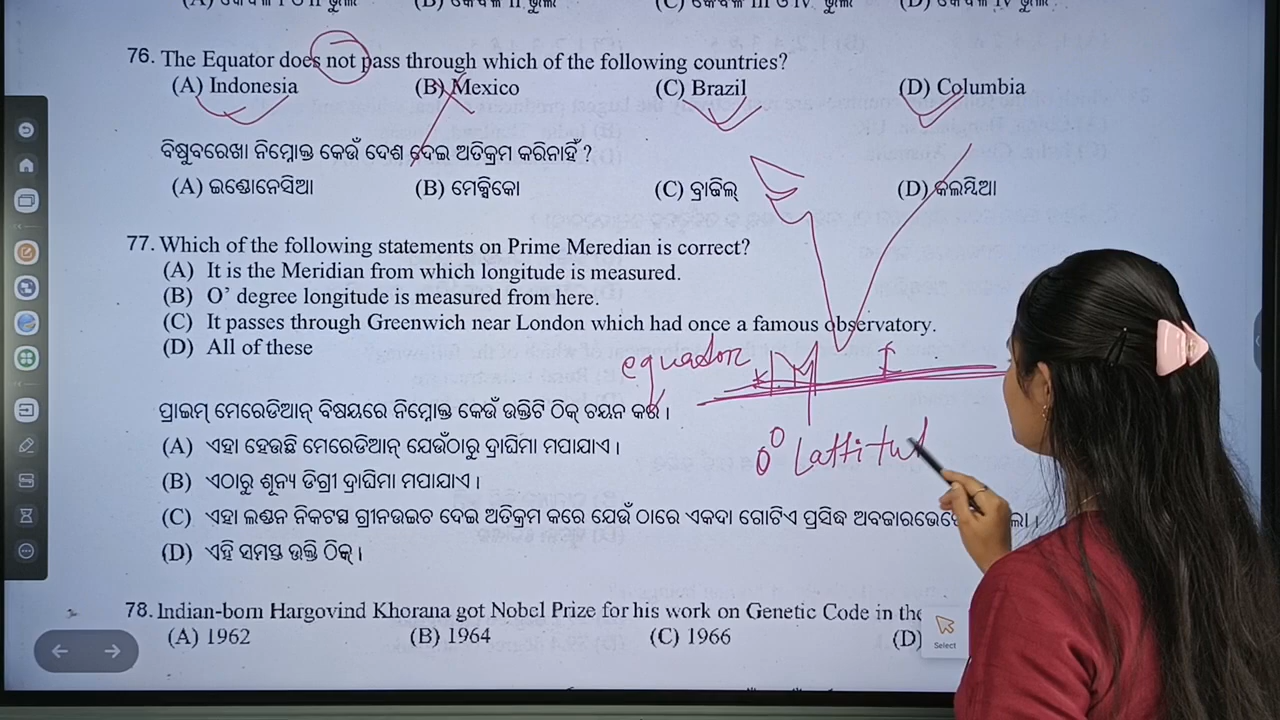 76. The Equator does not pass through which of the following countries?
(A) Indonesia (B) Mexico (C) Brazil (D) Columbia
ବିଷୁବରେଖା ନିମ୍ନୋକ୍ତ କେଉଁ ଦେଶ ଦେଇ ଅତିକ୍ରମ କରିନାହିଁ ?
(A) ଇଣ୍ଡୋନେସିଆ (B) ମେକ୍ସିକୋ (C) ବ୍ରାଜିଲ୍ (D) କଲମ୍ବିଆ
77. Which of the following statements on Prime Meredian is correct?
(A) It is the Meridian from which longitude is measured.
(B) O' degree longitude is measured from here.
(C) It passes through Greenwich near London which had once a famous observatory.
(D) All of these
equador
ପ୍ରାଇମ୍ ମେରେଡିଆନ୍ ବିଷୟରେ ନିମ୍ନୋକ୍ତ କେଉଁ ଉକ୍ତିଟି ଠିକ୍ ଚୟନ କର ।
(A) ଏହା ହେଉଛି ମେରେଡିଆନ୍ ଯେଉଁଠାରୁ ଦ୍ରାଘିମା ମପାଯାଏ ।
0° Lattitud
(B) ଏଠାରୁ ଶୂନ୍ୟ ଡିଗ୍ରୀ ଦ୍ରାଘିମା ମପାଯାଏ ।
(C) ଏହା ଲଣ୍ଡନ ନିକଟସ୍ଥ ଗ୍ରୀନଉଇଚ ଦେଇ ଅତିକ୍ରମ କରେ ଯେଉଁ ଠାରେ ଏକଦା ଗୋଟିଏ ପ୍ରସିଦ୍ଧ
(D) ଏହି ସମସ୍ତ ଉକ୍ତି ଠିକ୍ ।
78. Indian-born Hargovind Khorana got Nobel Prize for his work on Genetic Code in the
(A) 1962 (B) 1964 (C) 1966 (D)
Select